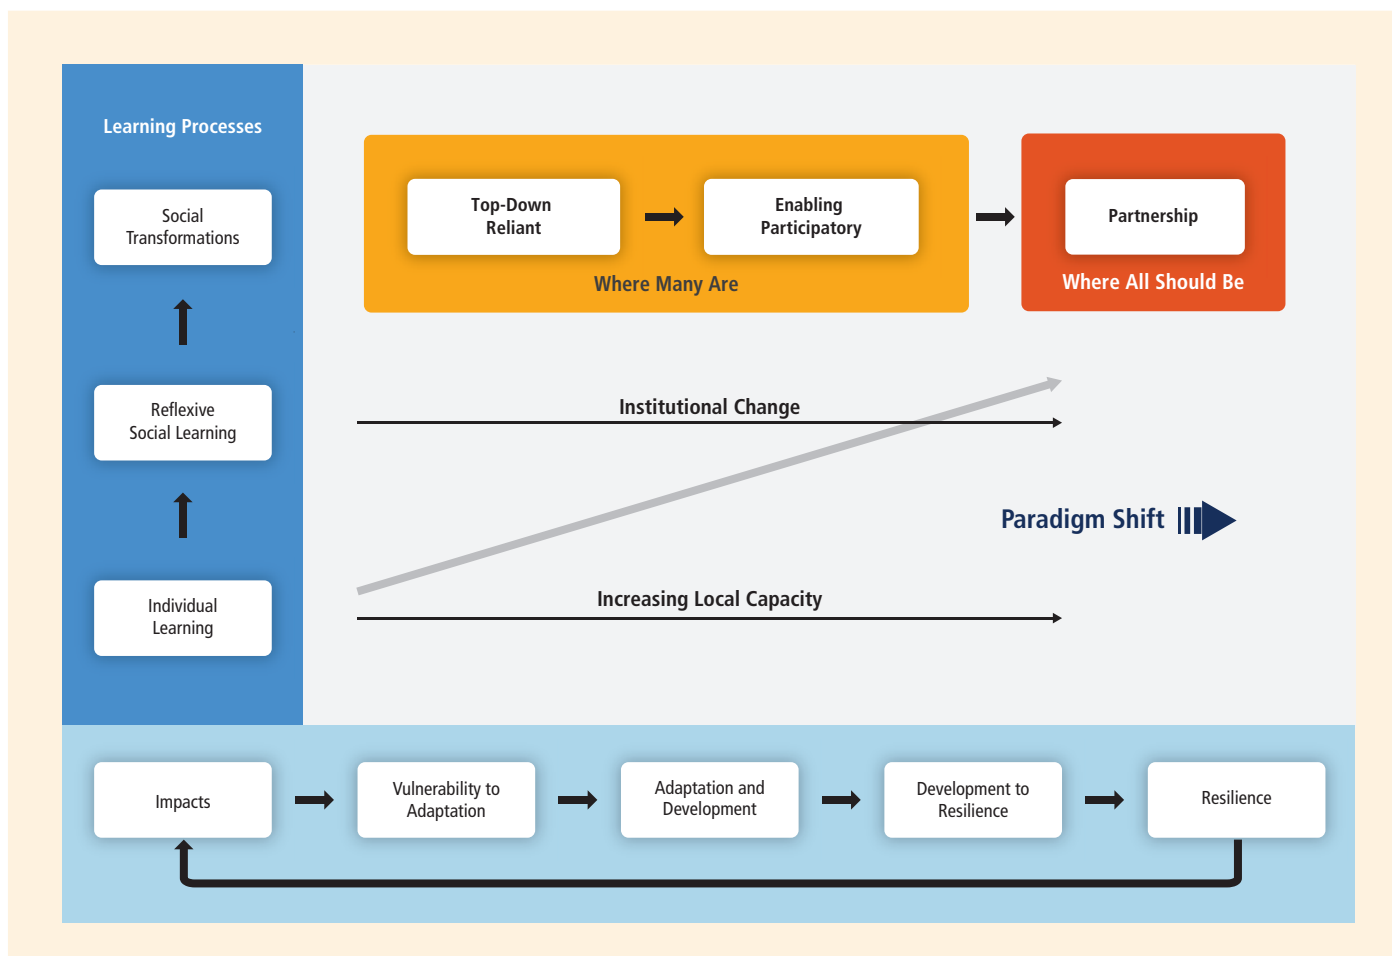 Learning Processes
Social
Transformations
Reflexive
Social Learning
Individual
Learning
Top-Down
Reliant
Enabling
Participatory
Where Many Are
Partnership
Where All Should Be
Institutional Change
Paradigm Shift
Increasing Local Capacity
Impacts
Vulnerability to
Adaptation
Adaptation and
Development
Development to
Resilience
Resilience